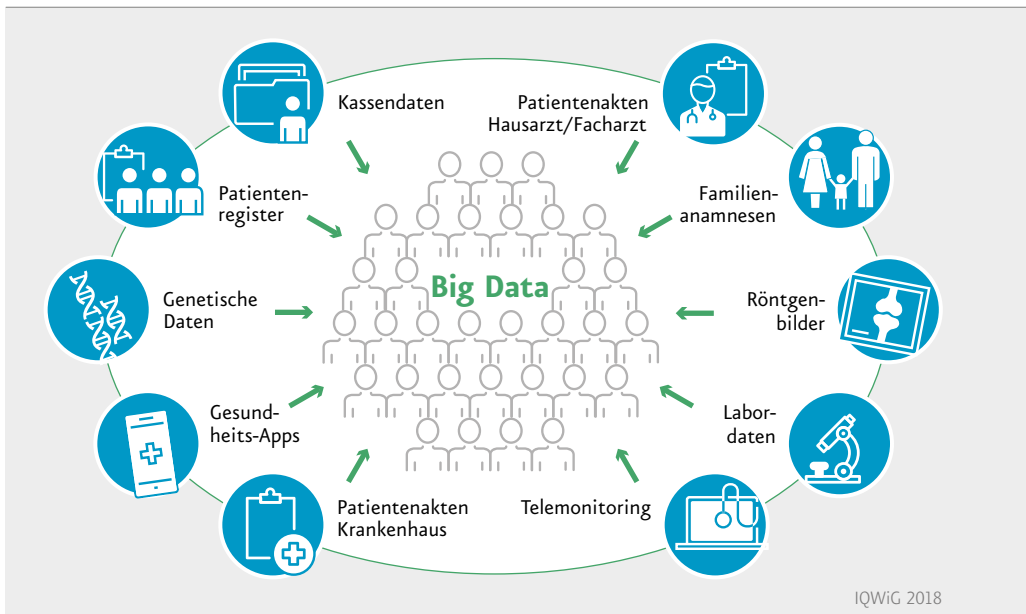 Kassendaten
Patientenakten
Hausarzt/Facharzt
Patienten-
register
Familien-
anamnesen
Big Data
Genetische
Daten
Röntgen-
bilder
Gesund-
heits-Apps
Labor-
daten
Patientenakten
Krankenhaus
Telemonitoring
IQWiG 2018